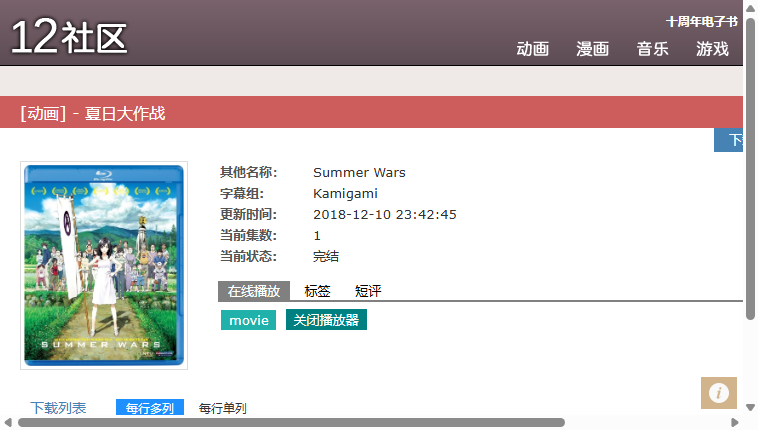 12社区
十周年电子书
动画 漫画 音乐 游戏
[动画] - 夏日大作战
其他名称: Summer Wars
字幕组: Kamigami
更新时间: 2018-12-10 23:42:45
当前集数: 1
当前状态: 完结
在线播放 标签 短评
movie 关闭播放器
SUMMER WARS
下载列表 每行多列 每行单列